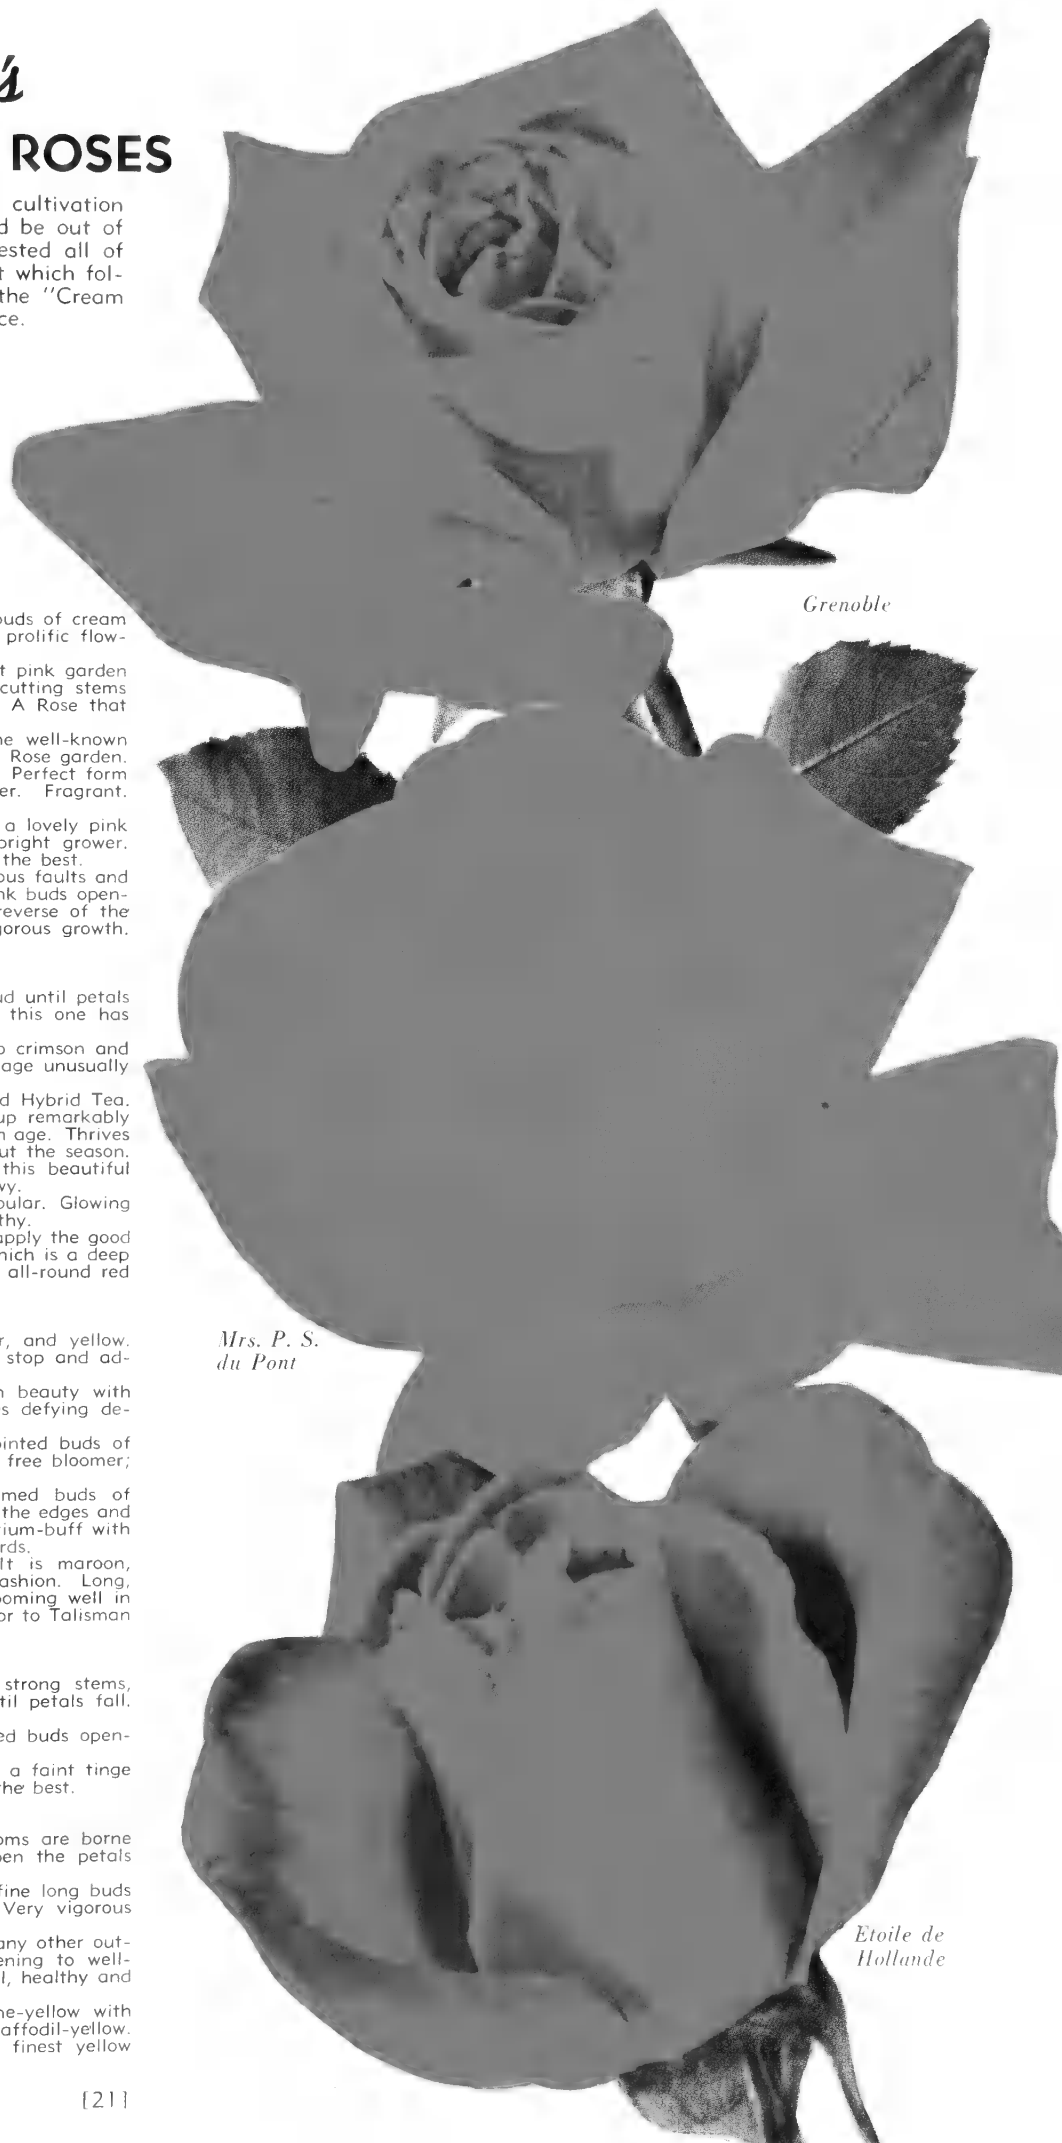 's
ROSES
cultivation
d be out of
ested all of
t which fol-
the "Cream
ce.
Grenoble
buds of cream
prolific flow-
t pink garden
cutting stems
A Rose that
he well-known
Rose garden.
Perfect form
er. Fragrant.
a lovely pink
pright grower.
the best.
ous faults and
nk buds open-
reverse of the
gorous growth.
ud until petals
this one has
o crimson and
age unusually
d Hybrid Tea.
up remarkably
h age. Thrives
ut the season.
this beautiful
wy.
pular. Glowing
thy.
apply the good
hich is a deep
all-round red
r, and yellow.
stop and ad-
Mrs. P. S.
du Pont
n beauty with
s defying de-
ointed buds of
free bloomer;
med buds of
the edges and
ium-buff with
rds.
It is maroon,
ashion. Long,
ooming well in
or to Talisman
strong stems,
til petals fall.
ed buds open-
a faint tinge
the best.
oms are borne
pen the petals
fine long buds
Very vigorous
any other out-
ening to well-
l, healthy and
ne-yellow with
affodil-yellow.
finest yellow
Etoile de
Hollande
[21]